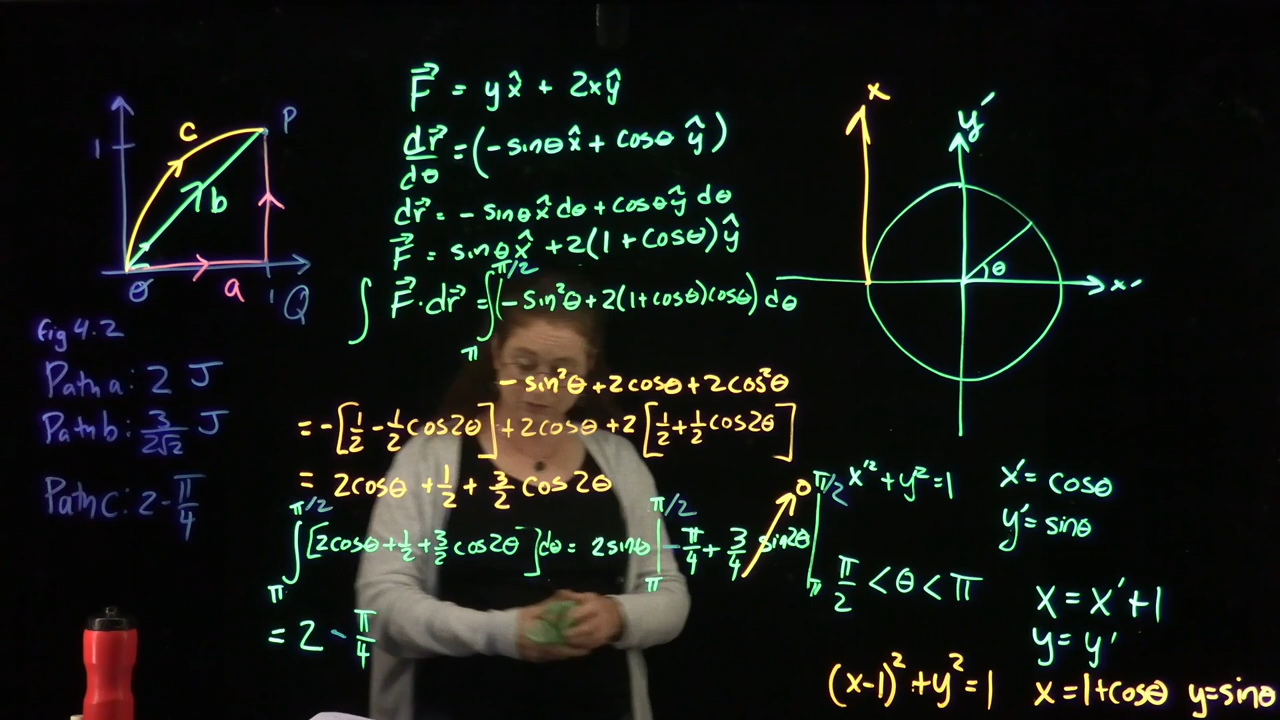 C P
1
b
O a 1 Q
fig 4.2
Path a: 2 J
Path b: 3/2√2 J
Path c: 2 - π/4
F⃗ = y x̂ + 2x ŷ
dr⃗/dθ = (-sinθ x̂ + cosθ ŷ)
dr⃗ = - sinθ x̂ dθ + cosθ ŷ dθ
F⃗ = sinθ x̂ + 2(1 + cosθ) ŷ
∫ F⃗ · dr⃗ = ∫_π^π/2 (-sin²θ + 2(1+cosθ)cosθ) dθ
- sin²θ + 2cosθ + 2cos²θ
= -[1/2 - 1/2 cos2θ] + 2cosθ + 2[1/2 + 1/2 cos2θ]
= 2cosθ + 1/2 + 3/2 cos2θ
∫_π^π/2 [2cosθ + 1/2 + 3/2 cos2θ] dθ = 2sinθ |_π^π/2 - π/4 + 3/4 sin2θ |_π^π/2 0
= 2 - π/4
x
y'
θ
x'
x'² + y² = 1
x' = cosθ
y' = sinθ
π/2 < θ < π
x = x' + 1
y = y'
(x-1)² + y² = 1
x = 1 + cosθ y = sinθ